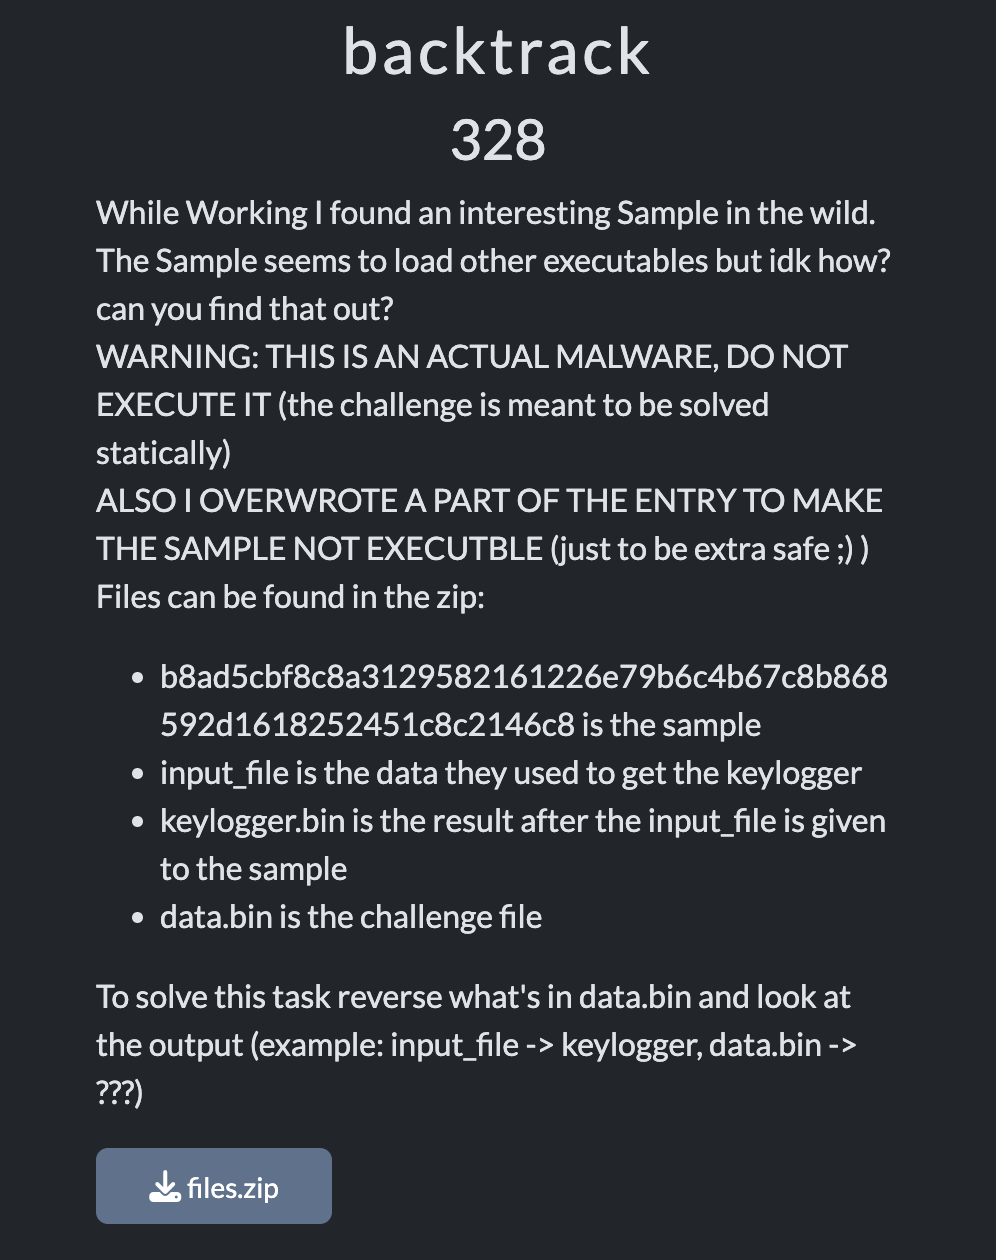 backtrack
328
While Working I found an interesting Sample in the wild.
The Sample seems to load other executables but idk how?
can you find that out?
WARNING: THIS IS AN ACTUAL MALWARE, DO NOT
EXECUTE IT (the challenge is meant to be solved
statically)
ALSO I OVERWROTE A PART OF THE ENTRY TO MAKE
THE SAMPLE NOT EXECUTBLE (just to be extra safe ;) )
Files can be found in the zip:
• b8ad5cbf8c8a3129582161226e79b6c4b67c8b868
592d1618252451c8c2146c8 is the sample
• input_file is the data they used to get the keylogger
• keylogger.bin is the result after the input_file is given
to the sample
• data.bin is the challenge file
To solve this task reverse what's in data.bin and look at
the output (example: input_file -> keylogger, data.bin ->
???)
files.zip